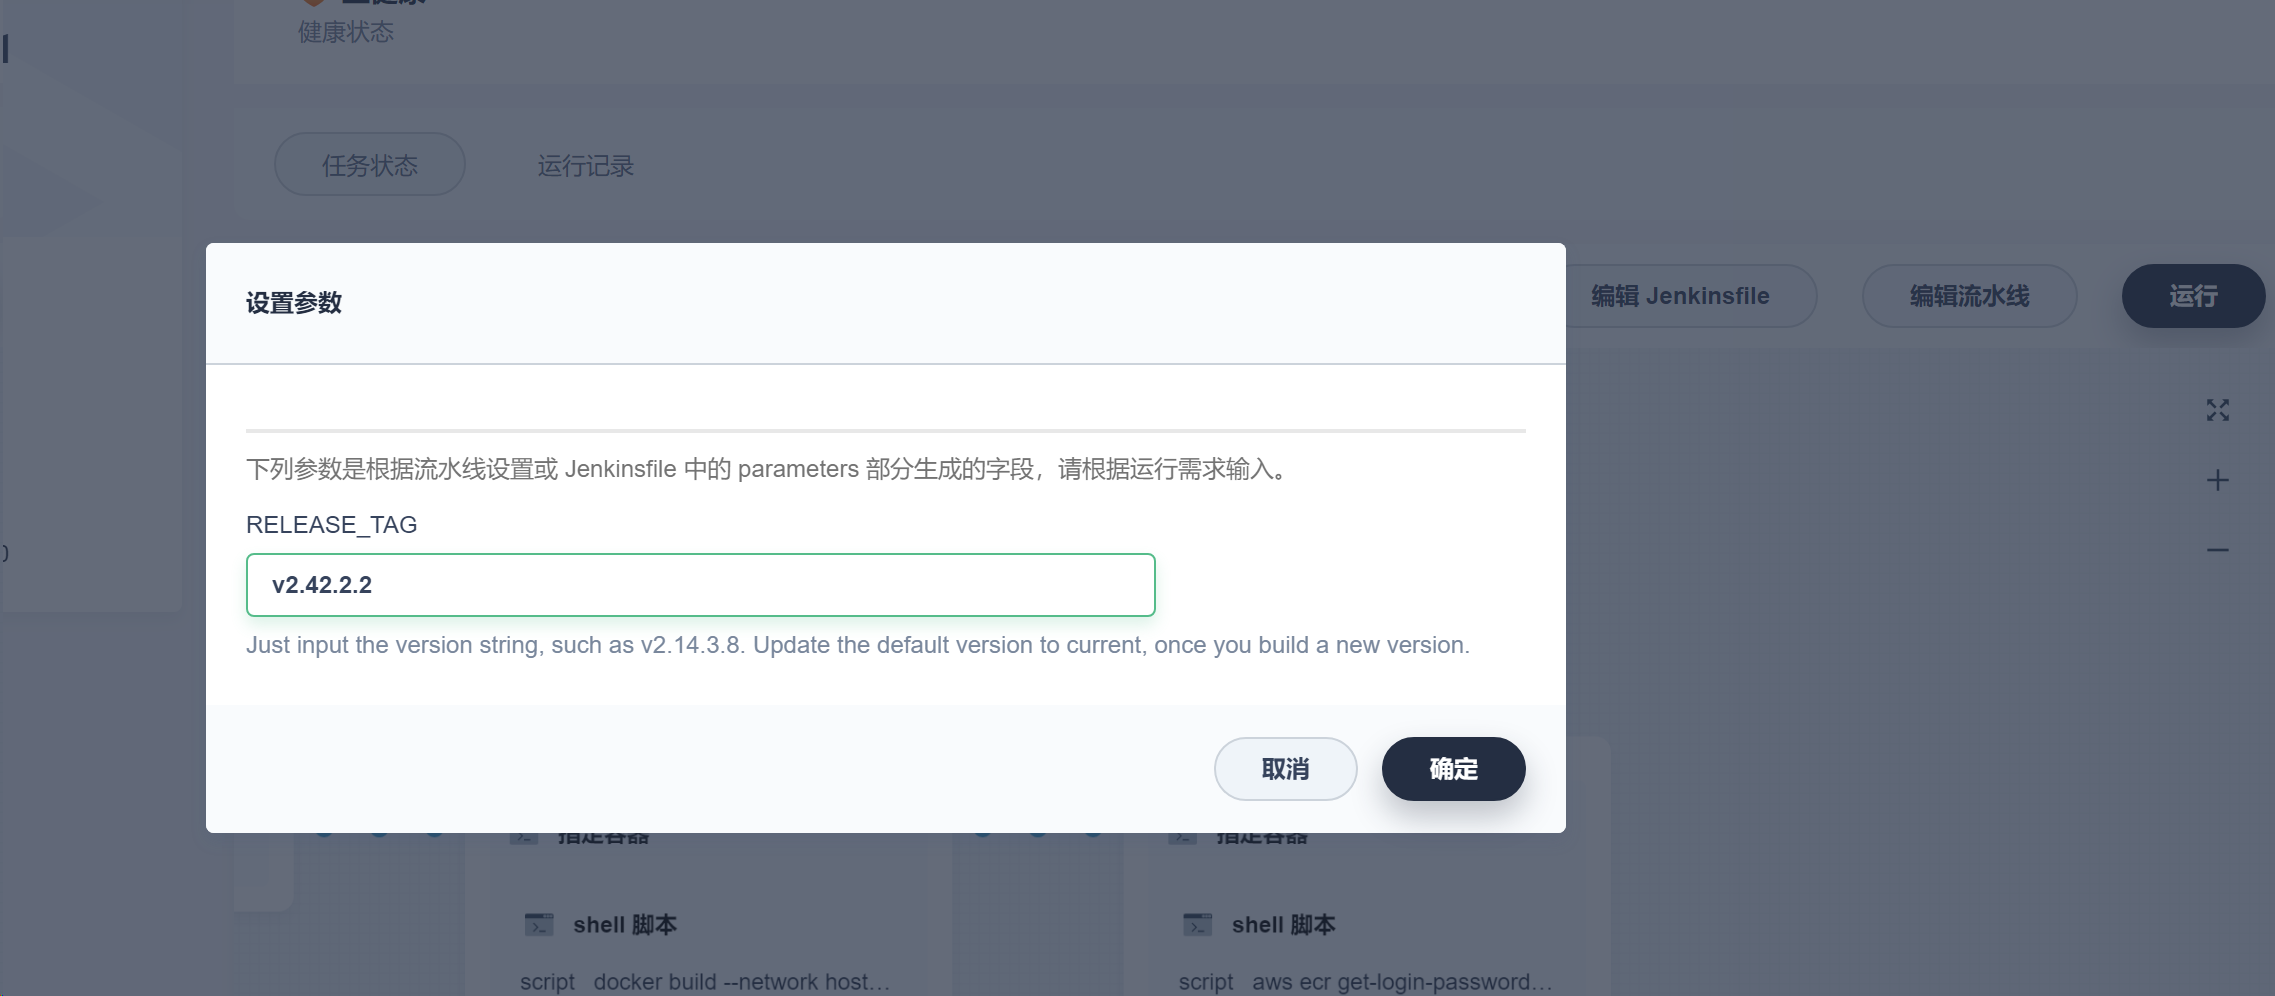 健康状态
任务状态
运行记录
设置参数
编辑 Jenkinsfile
编辑流水线
运行
下列参数是根据流水线设置或 Jenkinsfile 中的 parameters 部分生成的字段，请根据运行需求输入。
RELEASE_TAG
v2.42.2.2
Just input the version string, such as v2.14.3.8. Update the default version to current, once you build a new version.
取消
确定
指定容器
指定容器
shell 脚本
shell 脚本
script docker build --network host…
script aws ecr get-login-password…